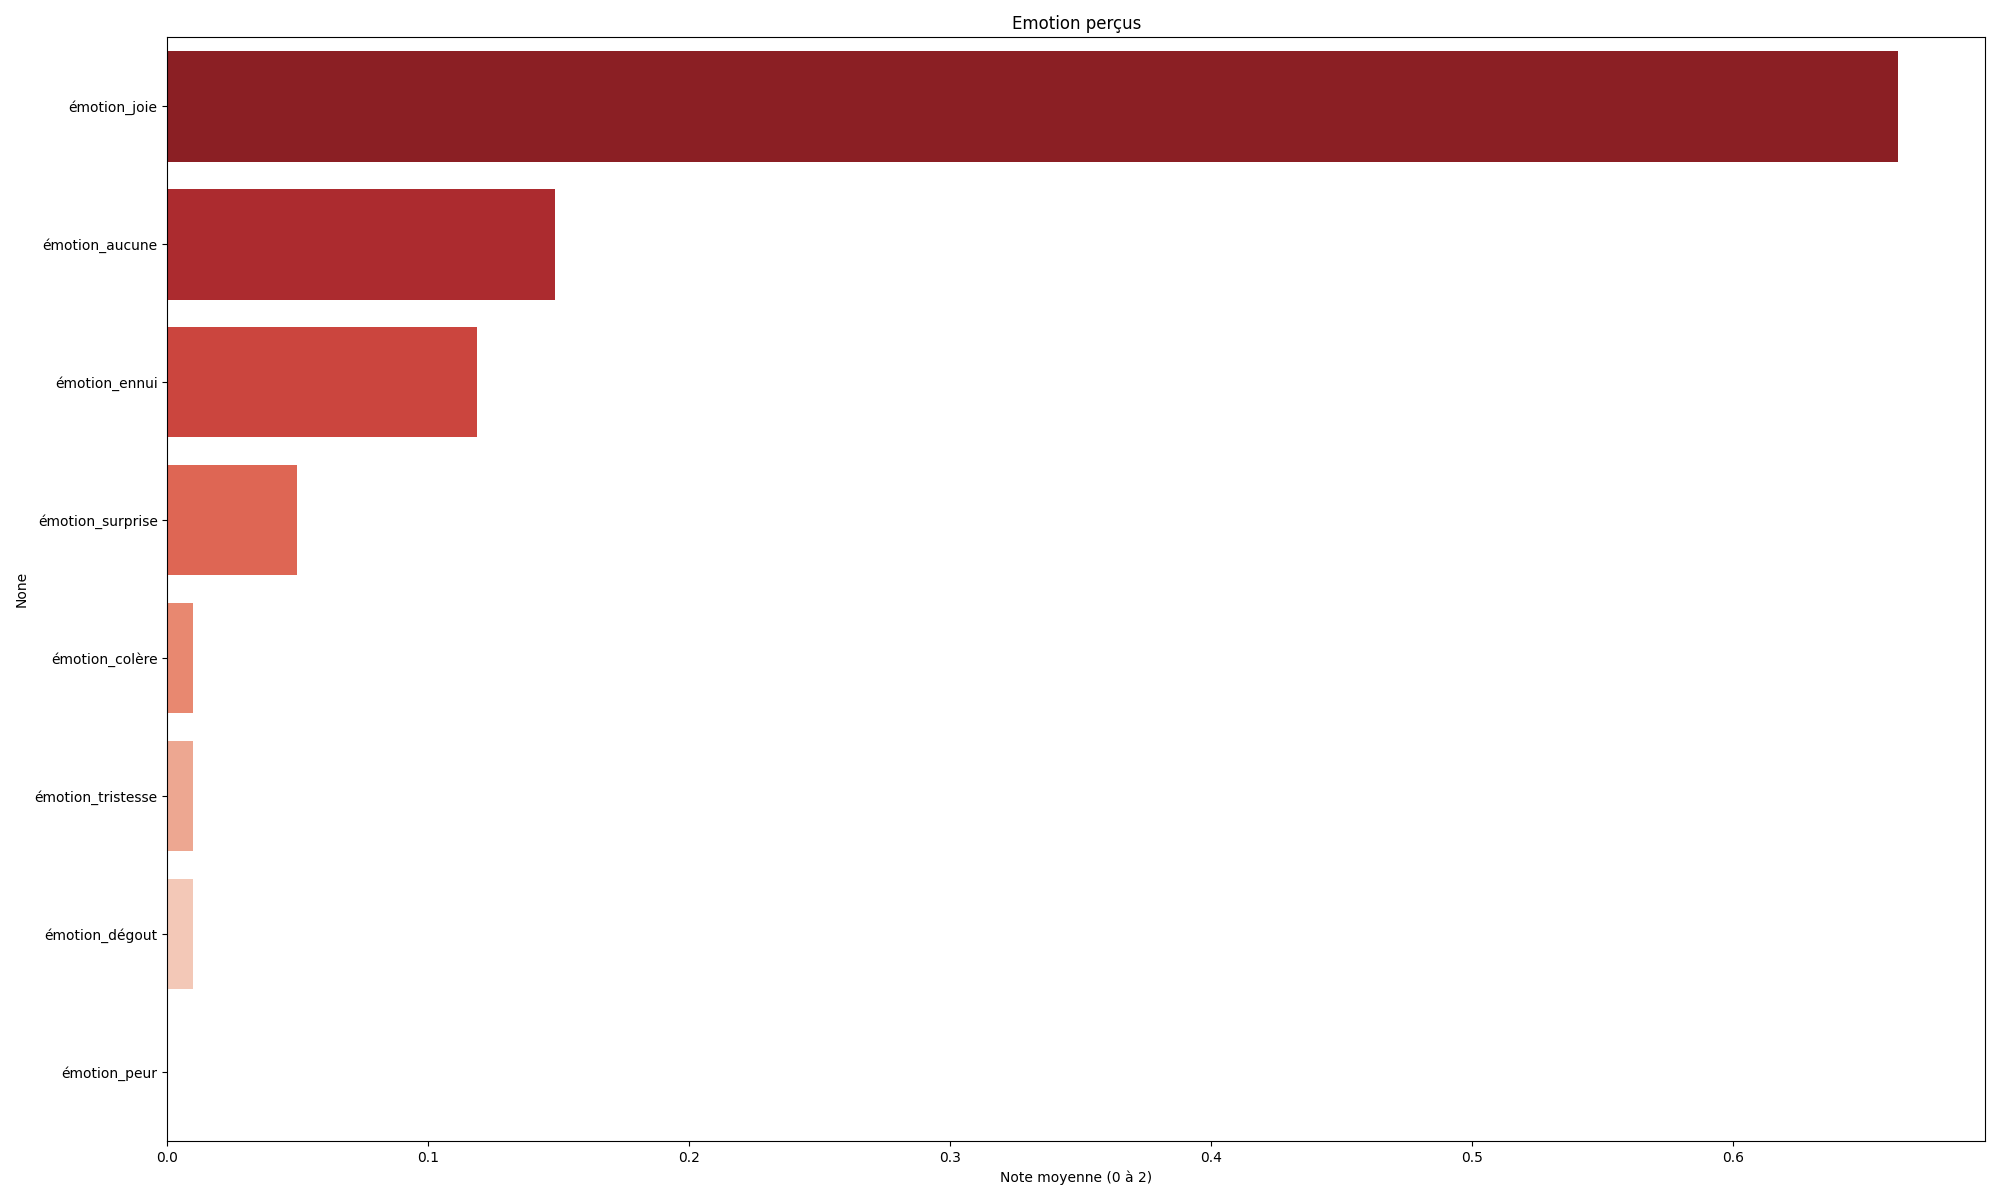 Emotion perçus
émotion_joie
émotion_aucune
émotion_ennui
émotion_surprise
émotion_colère
émotion_tristesse
émotion_dégout
émotion_peur
None
0.0 0.1 0.2 0.3 0.4 0.5 0.6
Note moyenne (0 à 2)